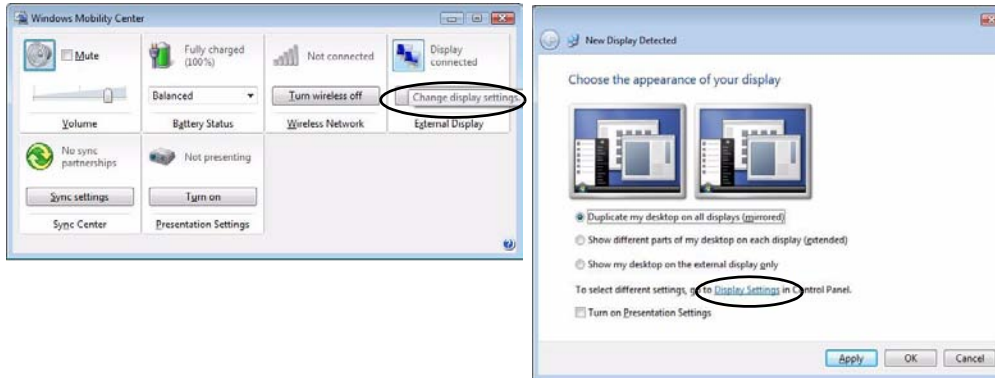 Windows Mobility Center
Mute
Volume
Fully charged
(100%)
Balanced
Battery Status
Not connected
Turn wireless off
Wireless Network
Display
connected
Change display settings
External Display
No sync
partnerships
Sync settings
Sync Center
Not presenting
Turn on
Presentation Settings
New Display Detected
Choose the appearance of your display
Duplicate my desktop on all displays (mirrored)
Show different parts of my desktop on each display (extended)
Show my desktop on the external display only
To select different settings, go to Display Settings in Control Panel.
Turn on Presentation Settings
Apply OK Cancel